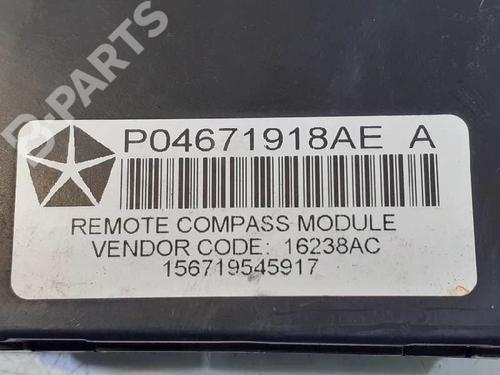 B-PARTS
P04671918AE A
REMOTE COMPASS MODULE
VENDOR CODE: 16238AC
156719545917